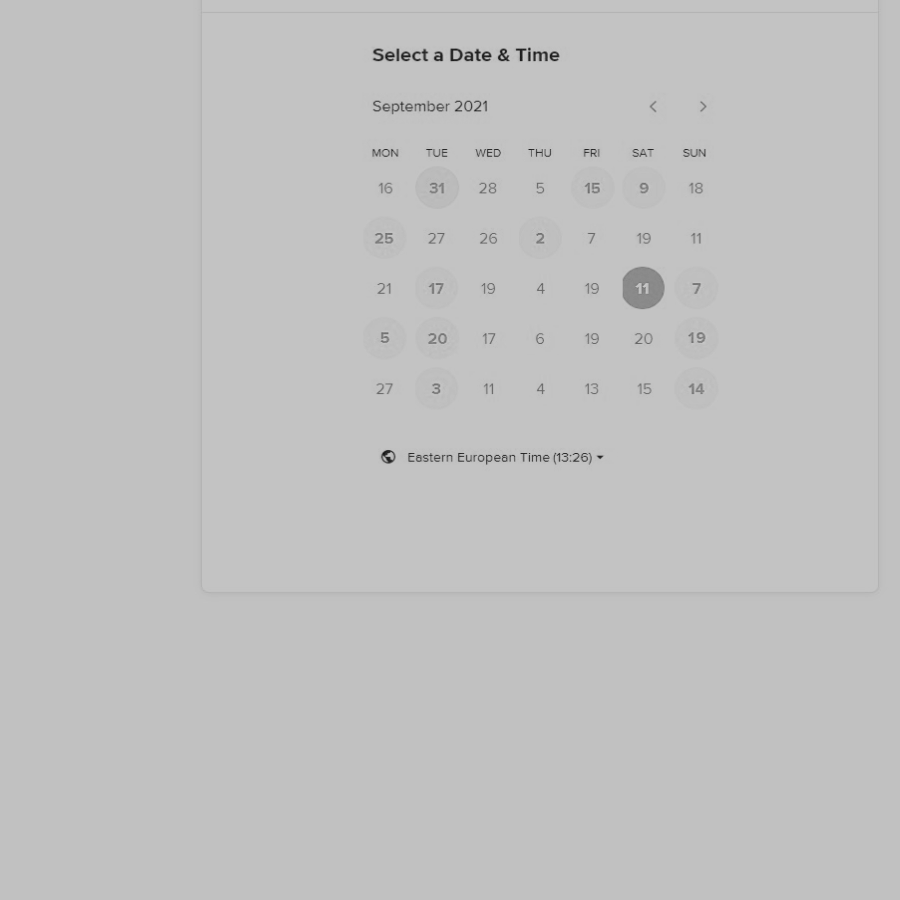 Select a Date & Time
September 2021
MON TUE WED THU FRI SAT SUN
16 31 28 5 15 9 18
25 27 26 2 7 19 11
21 17 19 4 19 11 7
5 20 17 6 19 20 19
27 3 11 4 13 15 14
Eastern European Time (13:26)